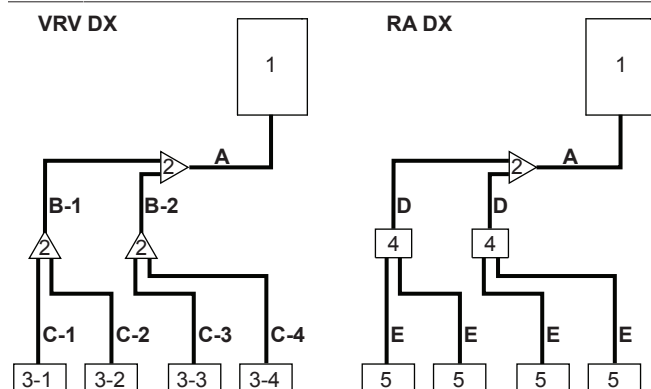 VRV DX RA DX
1 1
2 A 2 A
B-1 B-2 D D
2 2 4 4
C-1 C-2 C-3 C-4 E E E E
3-1 3-2 3-3 3-4 5 5 5 5